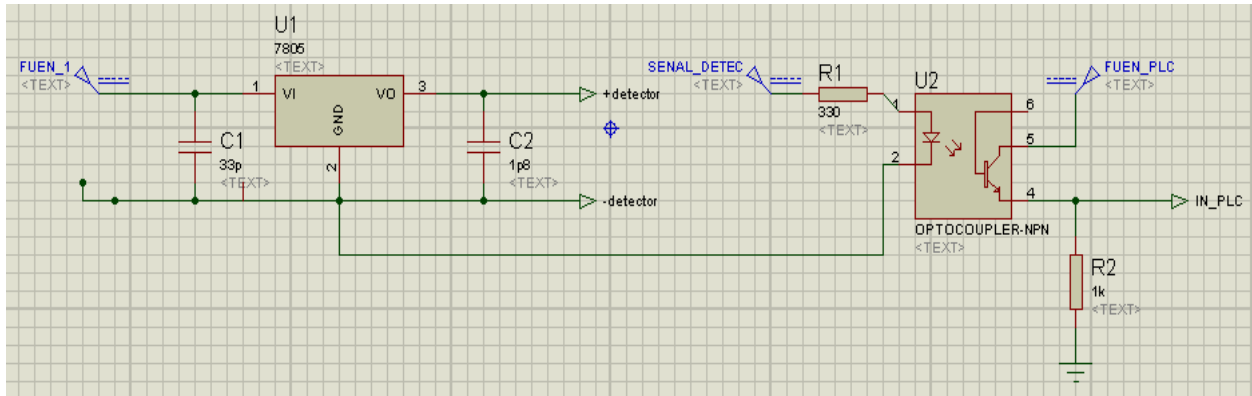 FUEN_1
<TEXT>
U1
7805
<TEXT>
1
VI
VO
3
GND
2
C1
33p
<TEXT>
C2
1p8
<TEXT>
+detector
-detector
SENAL_DETEC
<TEXT>
R1
330
<TEXT>
U2
1
2
6
5
4
OPTOCOUPLER-NPN
<TEXT>
FUEN_PLC
<TEXT>
IN_PLC
R2
1k
<TEXT>